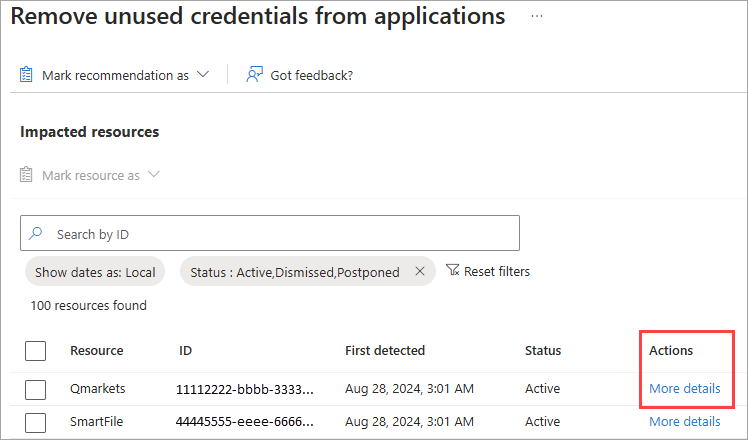 Remove unused credentials from applications ...
Mark recommendation as Got feedback?
Impacted resources
Mark resource as
Search by ID
Show dates as: Local Status : Active,Dismissed,Postponed Reset filters
100 resources found
Resource ID First detected Status Actions
Qmarkets 11112222-bbbb-3333... Aug 28, 2024, 3:01 AM Active More details
SmartFile 44445555-eeee-6666... Aug 28, 2024, 3:01 AM Active More details